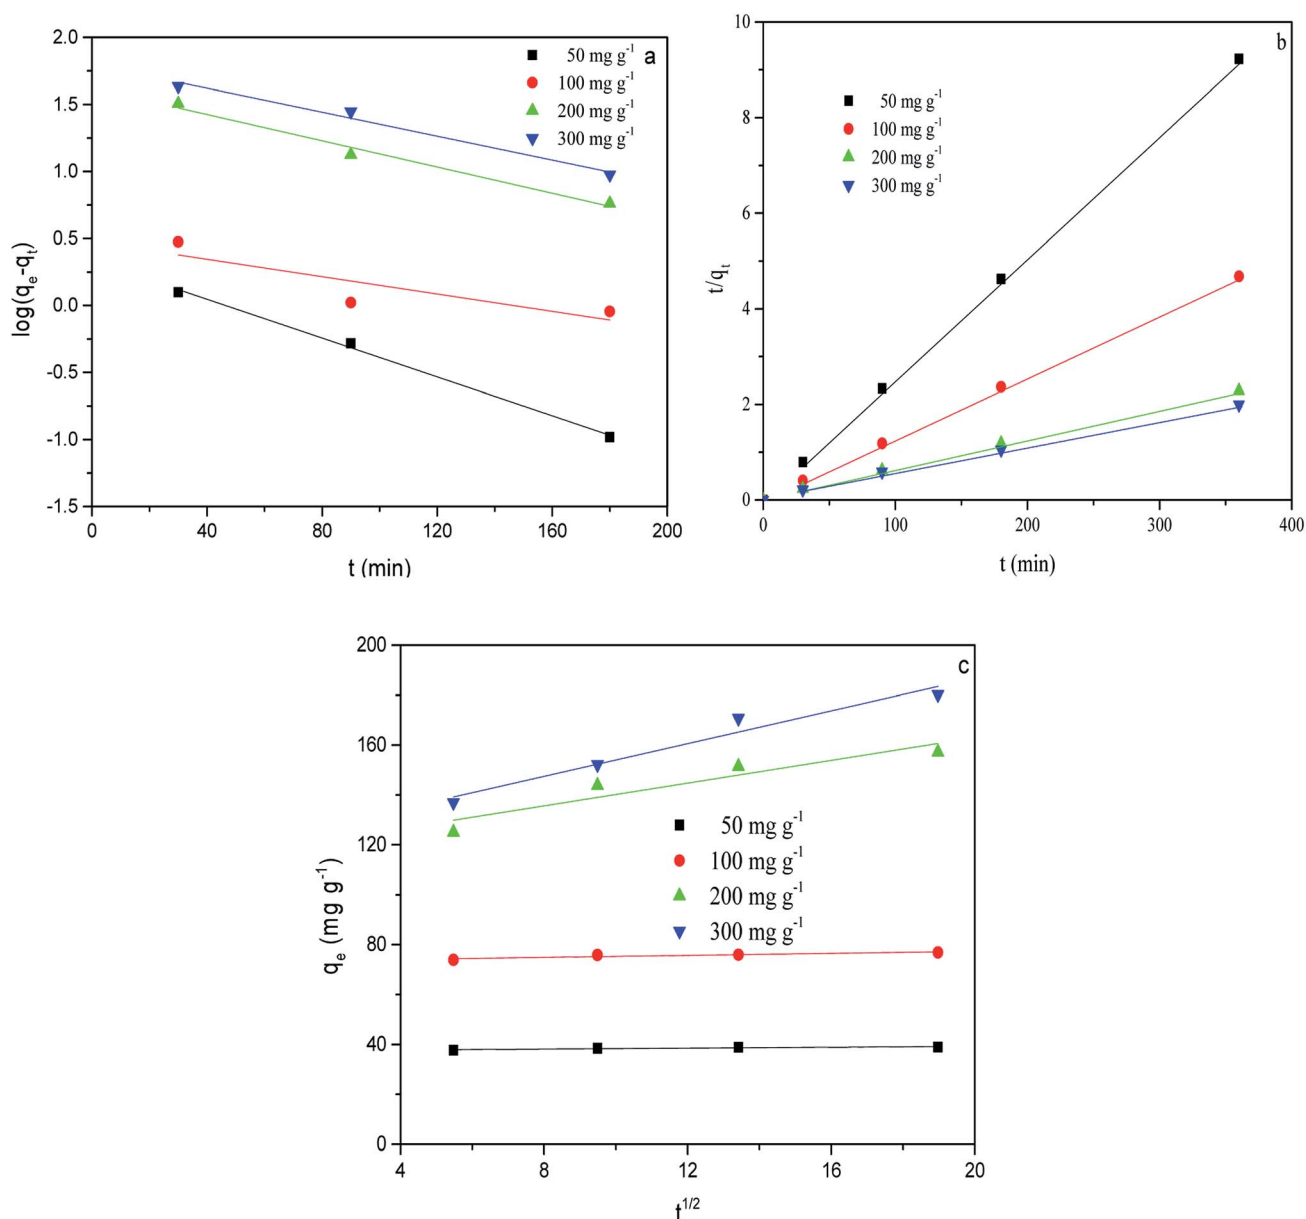 a
2.0
1.5
1.0
0.5
0.0
-0.5
-1.0
-1.5
0 40 80 120 160 200
log(qₑ-qₜ)
t (min)
50 mg g⁻¹
100 mg g⁻¹
200 mg g⁻¹
300 mg g⁻¹
b
10
8
6
4
2
0
0 100 200 300 400
t/qₜ
t (min)
50 mg g⁻¹
100 mg g⁻¹
200 mg g⁻¹
300 mg g⁻¹
c
200
160
120
80
40
0
4 8 12 16 20
qₑ (mg g⁻¹)
t¹ᐟ²
50 mg g⁻¹
100 mg g⁻¹
200 mg g⁻¹
300 mg g⁻¹